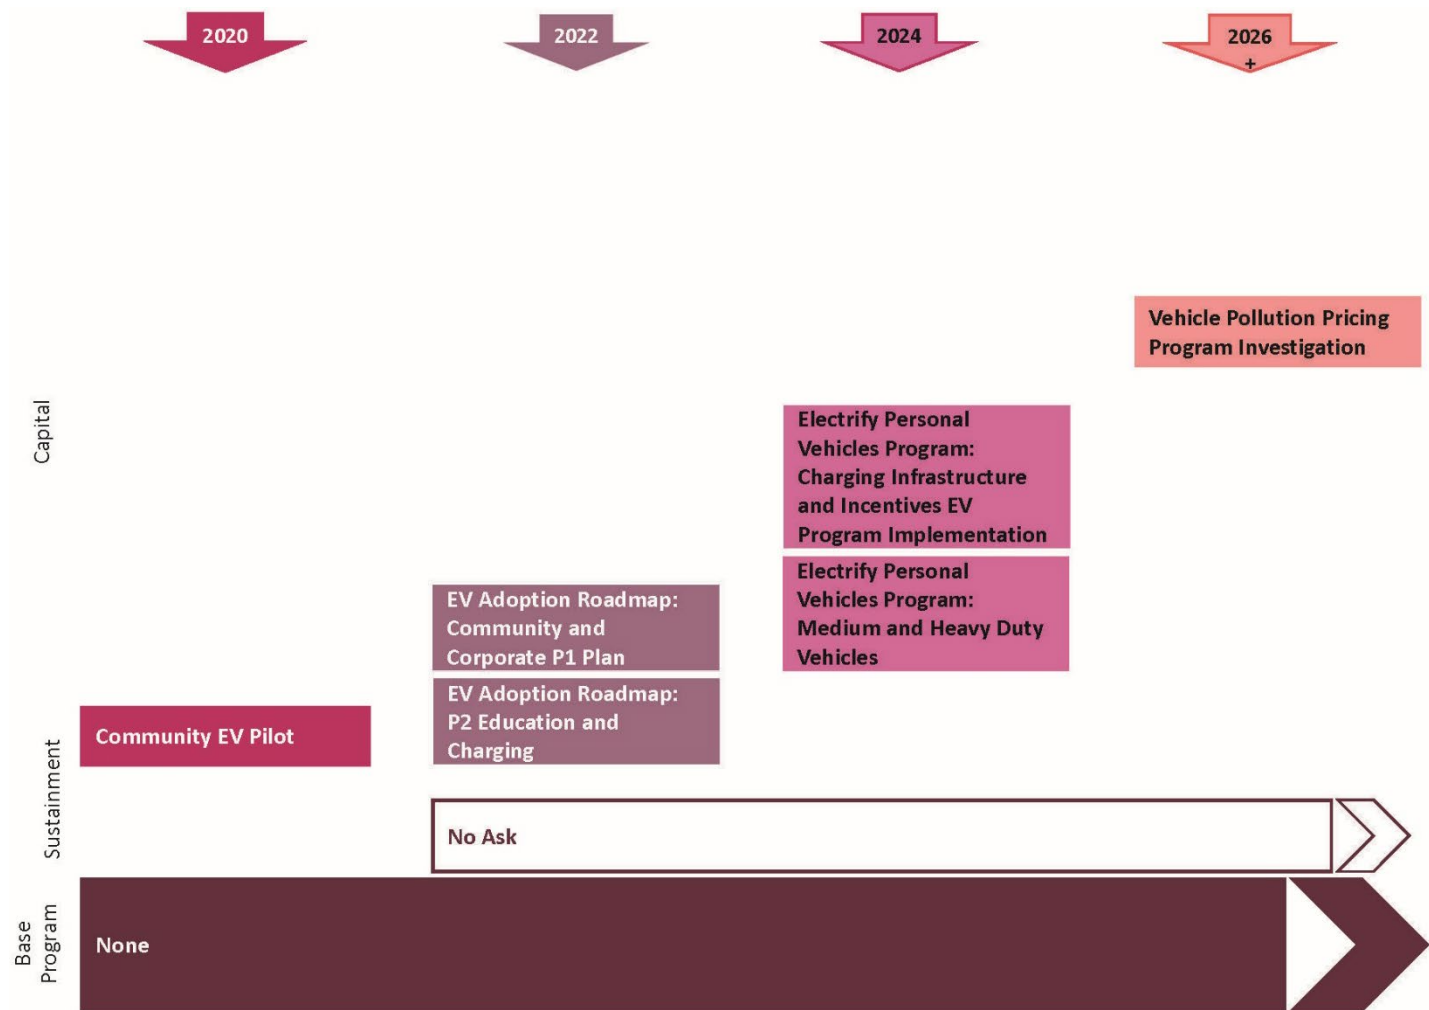 2020
2022
2024
2026
+
Capital
Vehicle Pollution Pricing
Program Investigation
Electrify Personal
Vehicles Program:
Charging Infrastructure
and Incentives EV
Program Implementation
Electrify Personal
Vehicles Program:
Medium and Heavy Duty
Vehicles
EV Adoption Roadmap:
Community and
Corporate P1 Plan
EV Adoption Roadmap:
P2 Education and
Charging
Community EV Pilot
Sustainment
No Ask
Base
Program
None